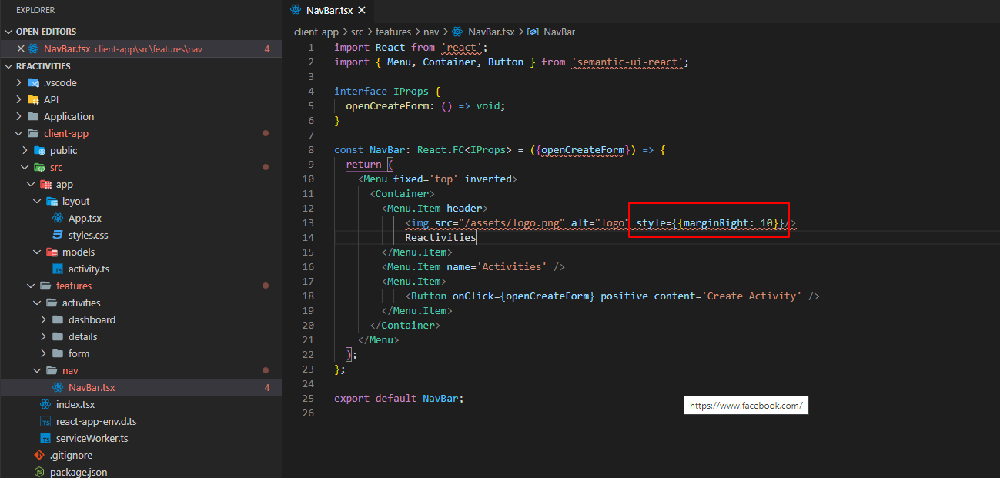 EXPLORER
OPEN EDITORS
NavBar.tsx client-app\src\features\nav 4
REACTIVITIES
.vscode
API
Application
client-app
public
src
app
layout
App.tsx
styles.css
models
activity.ts
features
activities
dashboard
details
form
nav
NavBar.tsx 4
index.tsx
react-app-env.d.ts
serviceWorker.ts
.gitignore
package.json
NavBar.tsx
client-app > src > features > nav > NavBar.tsx > NavBar
1 import React from 'react';
2 import { Menu, Container, Button } from 'semantic-ui-react';
3
4 interface IProps {
5 openCreateForm: () => void;
6 }
7
8 const NavBar: React.FC<IProps> = ({openCreateForm}) => {
9 return (
10 <Menu fixed='top' inverted>
11 <Container>
12 <Menu.Item header>
13 <img src="/assets/logo.png" alt="logo" style={{marginRight: 10}}/>
14 Reactivities
15 </Menu.Item>
16 <Menu.Item name='Activities' />
17 <Menu.Item>
18 <Button onClick={openCreateForm} positive content='Create Activity' />
19 </Menu.Item>
20 </Container>
21 </Menu>
22 );
23 };
24
25 export default NavBar;
26
https://www.facebook.com/